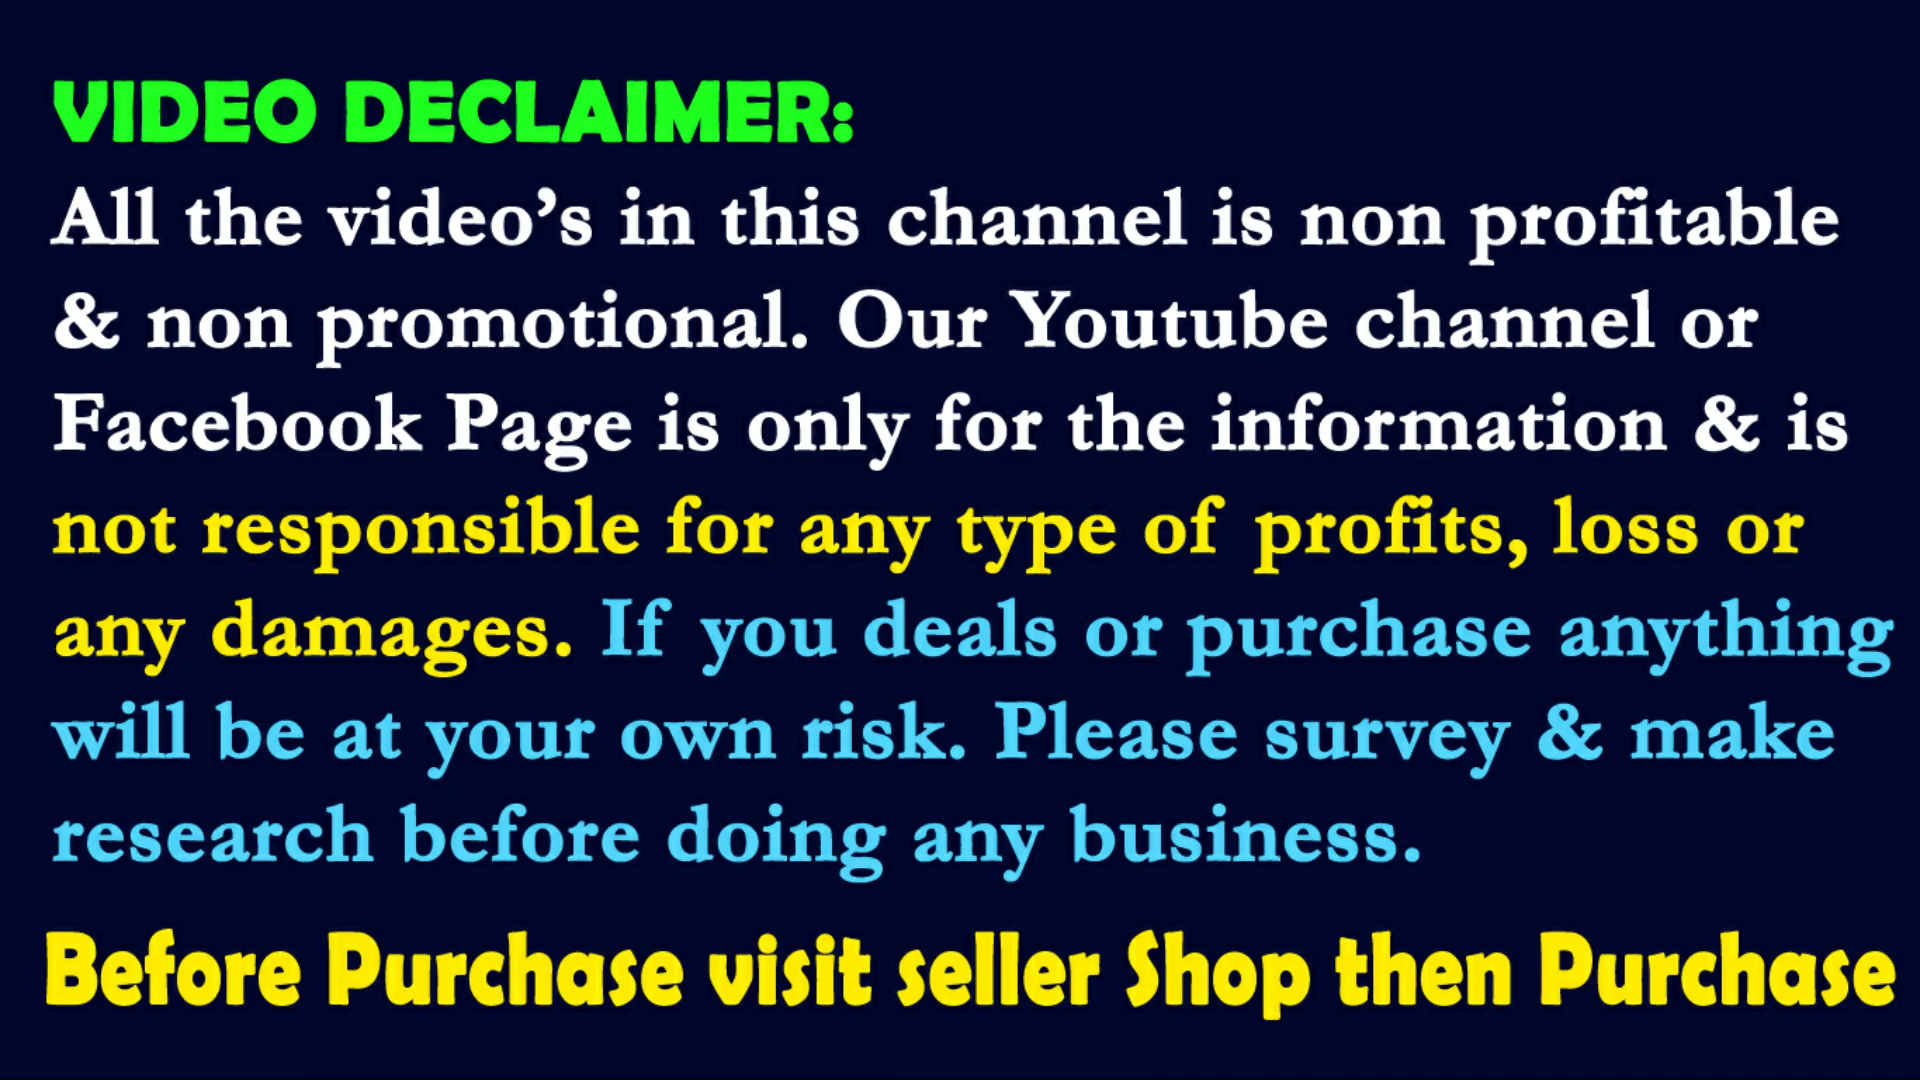 VIDEO DECLAIMER:
All the video’s in this channel is non profitable
& non promotional. Our Youtube channel or
Facebook Page is only for the information & is
not responsible for any type of profits, loss or
any damages. If you deals or purchase anything
will be at your own risk. Please survey & make
research before doing any business.
Before Purchase visit seller Shop then Purchase